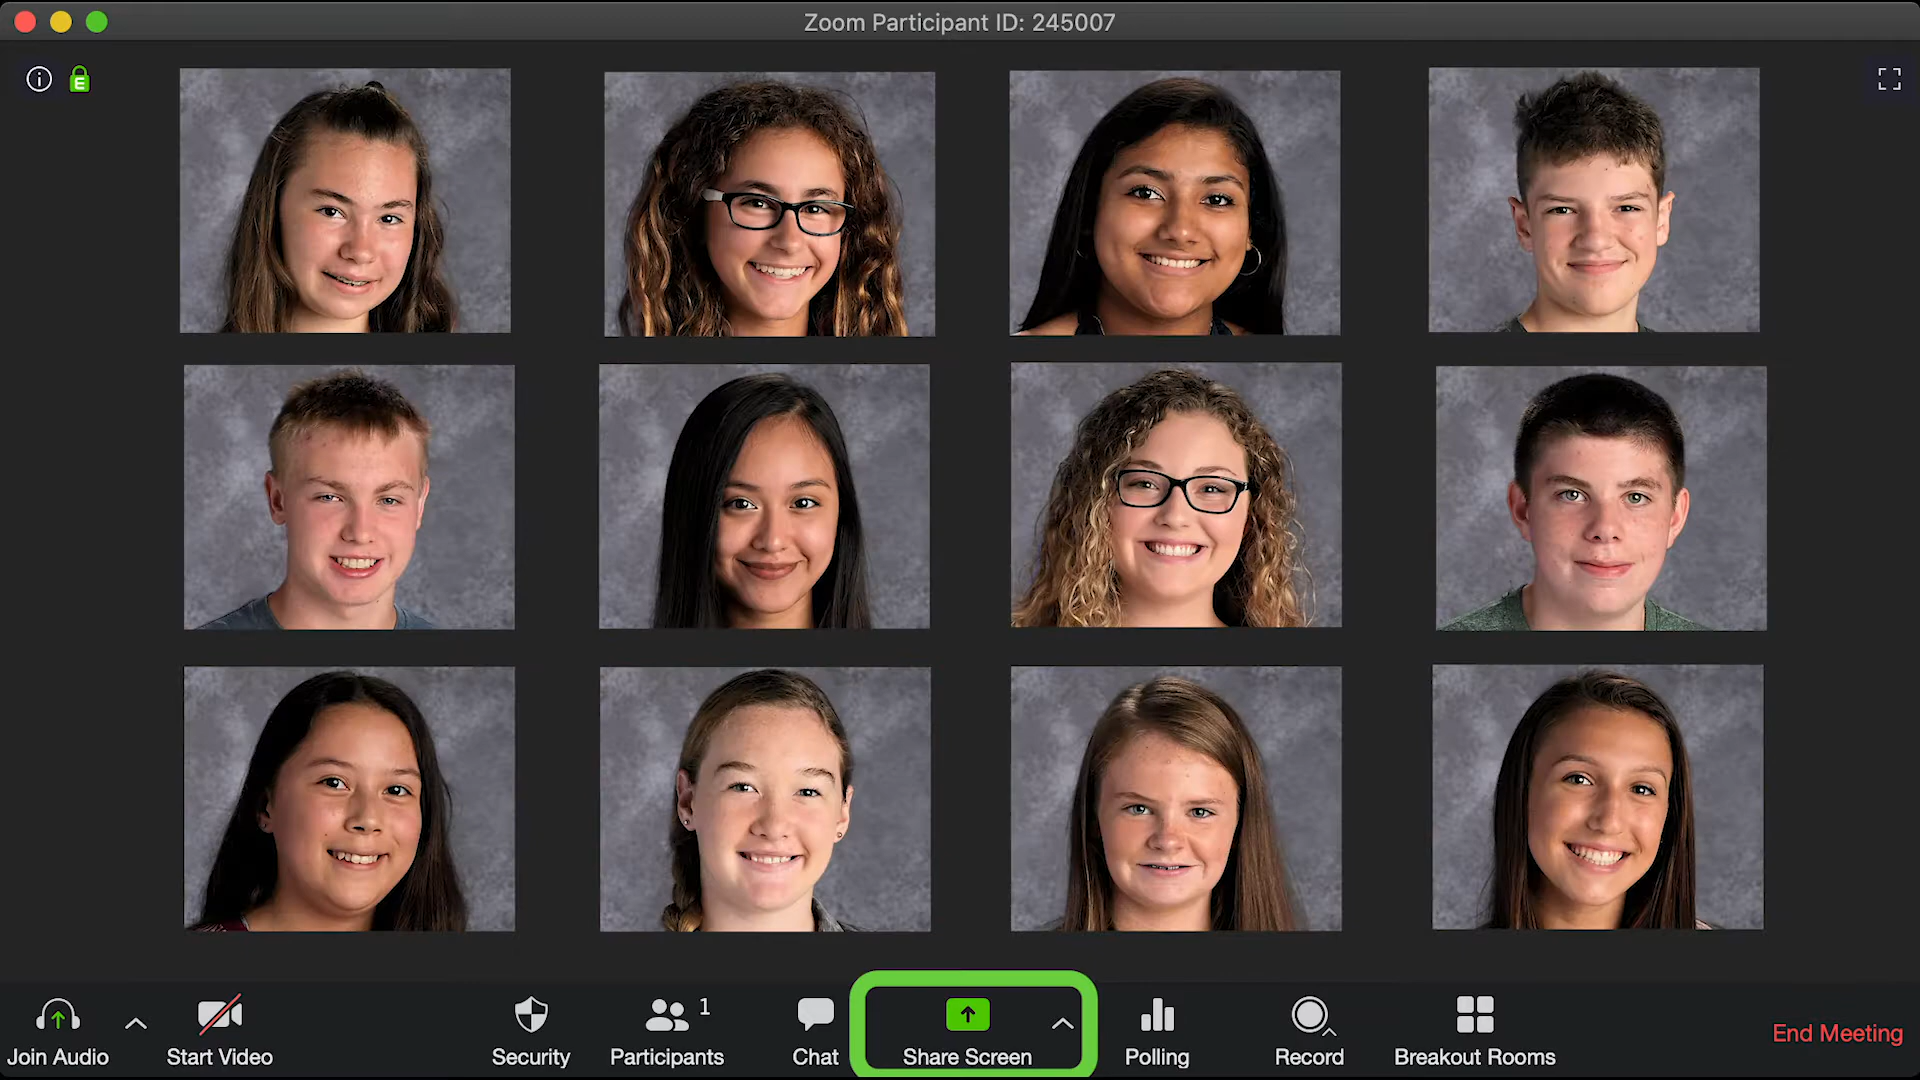 Zoom Participant ID: 245007
E
1
Join Audio
Start Video
Security
Participants
Chat
Share Screen
Polling
Record
Breakout Rooms
End Meeting